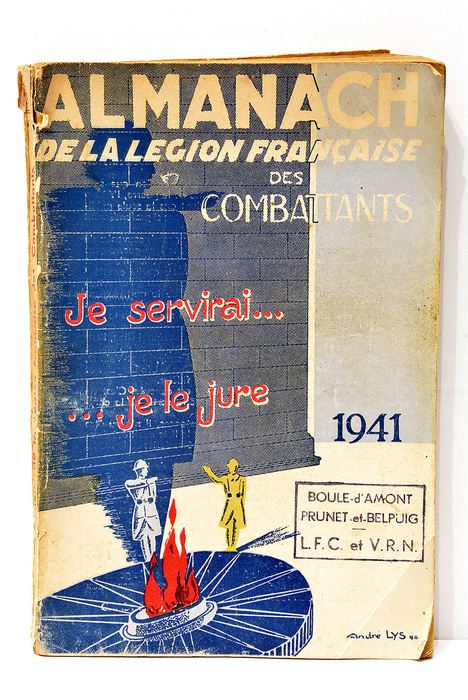 ALMANACH
DE LA LEGION FRANÇAISE
DES
COMBATTANTS
Je servirai...
... je le jure
1941
BOULE-d'AMONT
PRUNET-et-BELPUIG
L.F.C. et V.R.N.
André LYS 40